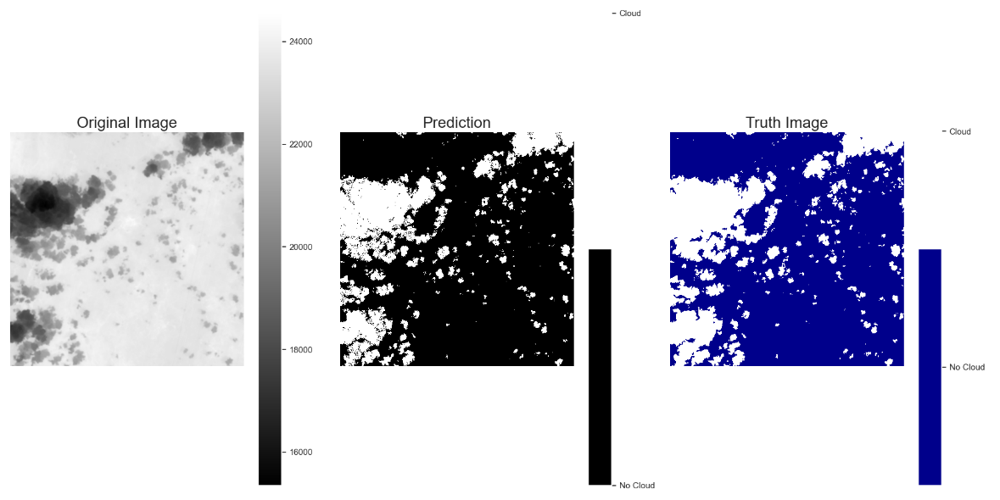 Original Image
24000
22000
20000
18000
16000
Prediction
Cloud
No Cloud
Truth Image
Cloud
No Cloud